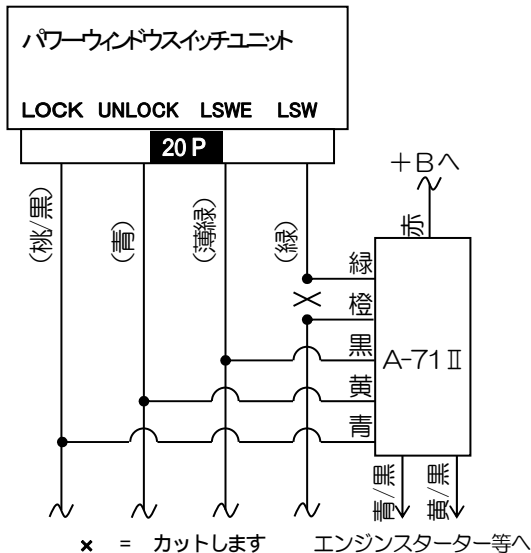 パワーウィンドウスイッチユニット
LOCK UNLOCK LSWE LSW
20P
+Bへ
(桃/黒)
(青)
(薄緑)
(緑)
赤
緑
橙
黒
黄
青
A-71Ⅱ
青/黒
黄/黒
× = カットします
エンジンスターター等へ